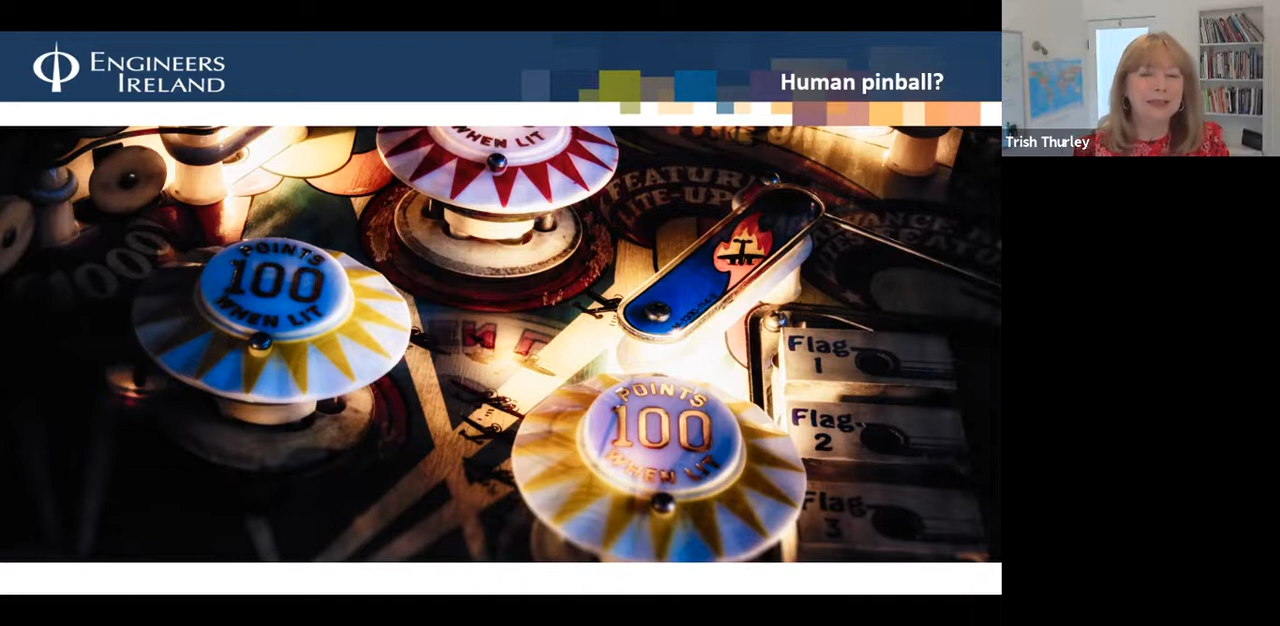 ENGINEERS
IRELAND
Human pinball?
Trish Thurley
WHEN LIT
1000
POINTS
100
WHEN LIT
POINTS
100
WHEN LIT
Flag
1
Flag
2
Flag
3